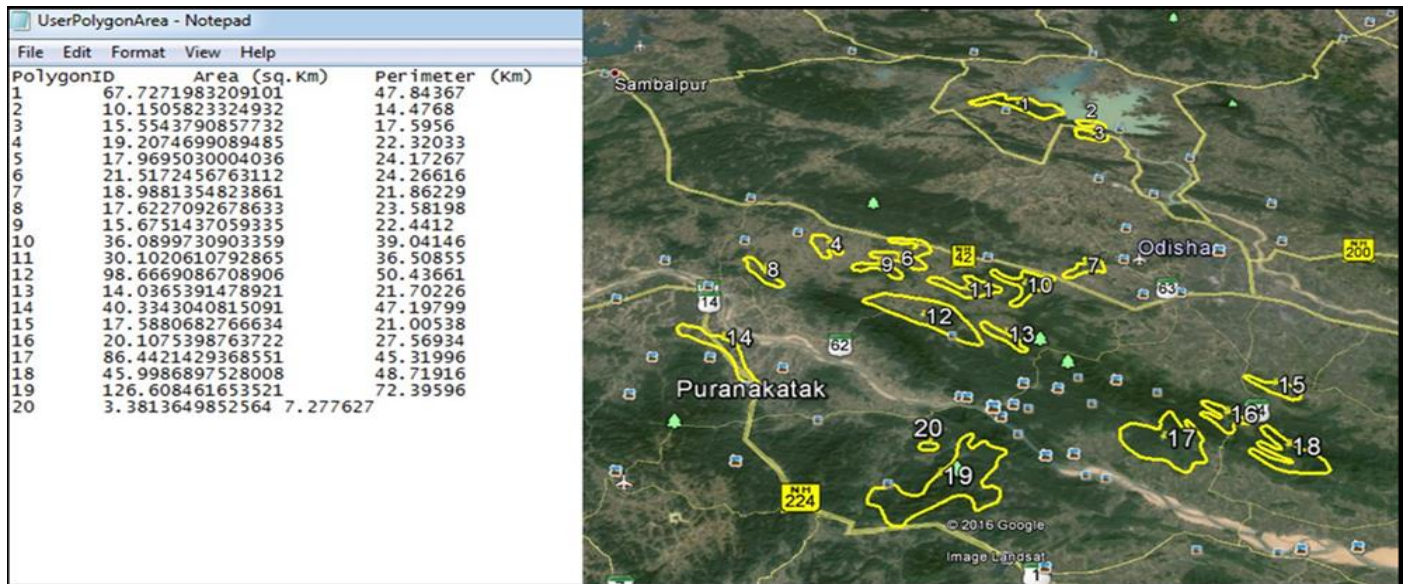 UserPolygonArea - Notepad
File Edit Format View Help
PolygonID Area (sq.Km) Perimeter (Km)
1 67.7271983209101 47.84367
2 10.1505823324932 14.4768
3 15.5543790857732 17.5956
4 19.2074699089485 22.32033
5 17.9695030004036 24.17267
6 21.5172456763112 24.26616
7 18.9881354823861 21.86229
8 17.6227092678633 23.58198
9 15.6751437059335 22.4412
10 36.0899730903359 39.04146
11 30.1020610792865 36.50855
12 98.6669086708906 50.43661
13 14.0365391478921 21.70226
14 40.3343040815091 47.19799
15 17.5880682766634 21.00538
16 20.1075398763722 27.56934
17 86.4421429368551 45.31996
18 45.9986897528008 48.71916
19 126.608461653521 72.39596
20 3.3813649852564 7.277627
Sambalpur
1
2
3
4
6
NH
42
Odisha
NH
200
9
7
8
11
10
63
14
12
13
14
62
Puranakatak
15
16
17
18
20
19
NH
224
© 2016 Google
Image Landsat
1